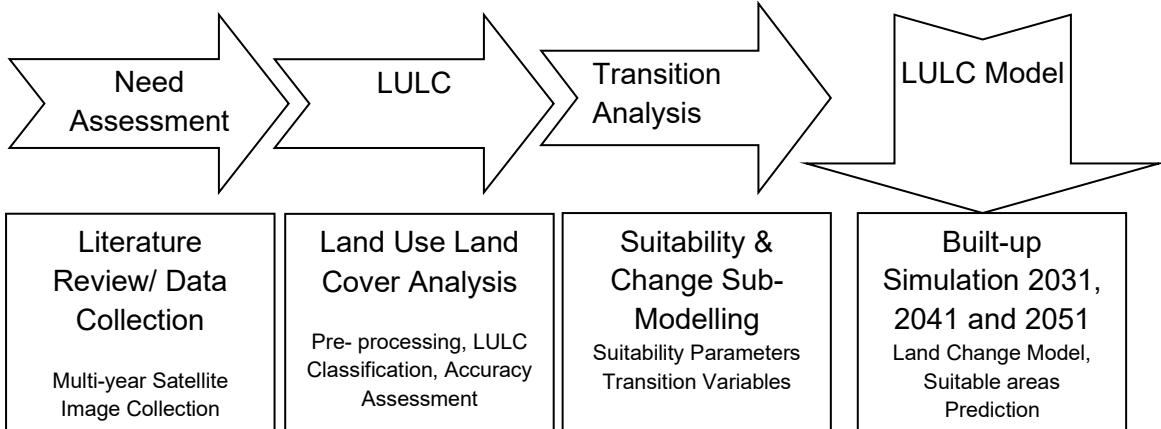 Need
Assessment
LULC
Transition
Analysis
LULC Model
Literature
Review/ Data
Collection
Multi-year Satellite
Image Collection
Land Use Land
Cover Analysis
Pre- processing, LULC
Classification, Accuracy
Assessment
Suitability &
Change Sub-
Modelling
Suitability Parameters
Transition Variables
Built-up
Simulation 2031,
2041 and 2051
Land Change Model,
Suitable areas
Prediction